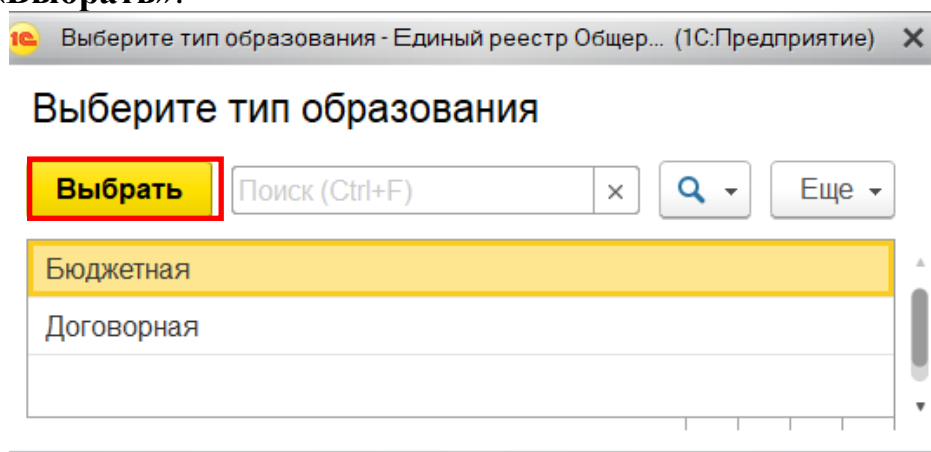 «Выбрать».
1С Выберите тип образования - Единый реестр Общер... (1С:Предприятие)
Выберите тип образования
Выбрать Поиск (Ctrl+F) Еще
Бюджетная
Договорная